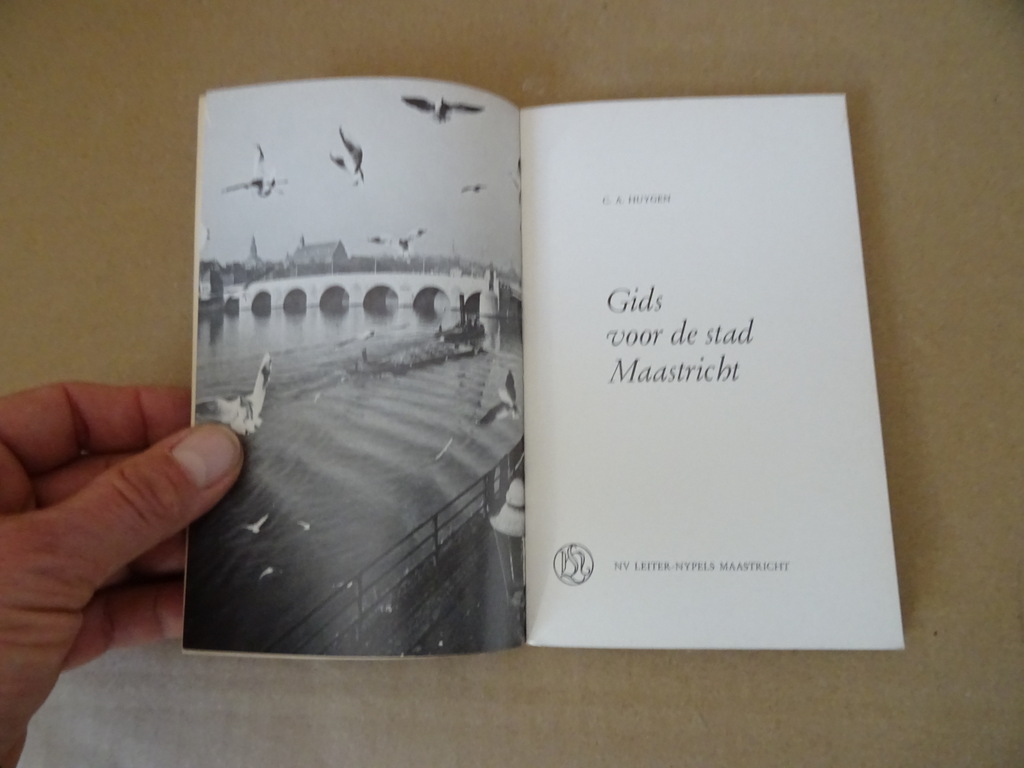 C. A. HUYGEN
Gids
voor de stad
Maastricht
NV LEITER-NYPELS MAASTRICHT